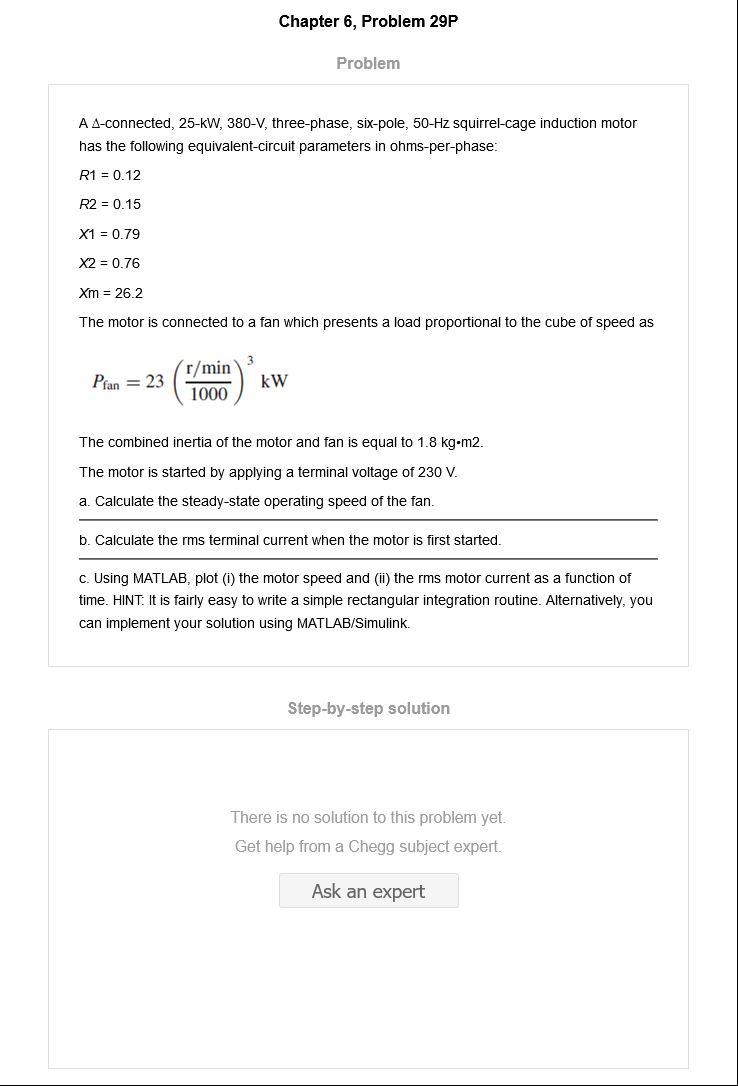 Chapter 6, Problem 29P
Problem
A Δ-connected, 25-kW, 380-V, three-phase, six-pole, 50-Hz squirrel-cage induction motor
has the following equivalent-circuit parameters in ohms-per-phase:
R1 = 0.12
R2 = 0.15
X1 = 0.79
X2 = 0.76
Xm = 26.2
The motor is connected to a fan which presents a load proportional to the cube of speed as
Pfan = 23 (r/min / 1000)^3 kW
The combined inertia of the motor and fan is equal to 1.8 kg•m2.
The motor is started by applying a terminal voltage of 230 V.
a. Calculate the steady-state operating speed of the fan.
b. Calculate the rms terminal current when the motor is first started.
c. Using MATLAB, plot (i) the motor speed and (ii) the rms motor current as a function of
time. HINT: It is fairly easy to write a simple rectangular integration routine. Alternatively, you
can implement your solution using MATLAB/Simulink.
Step-by-step solution
There is no solution to this problem yet.
Get help from a Chegg subject expert.
Ask an expert